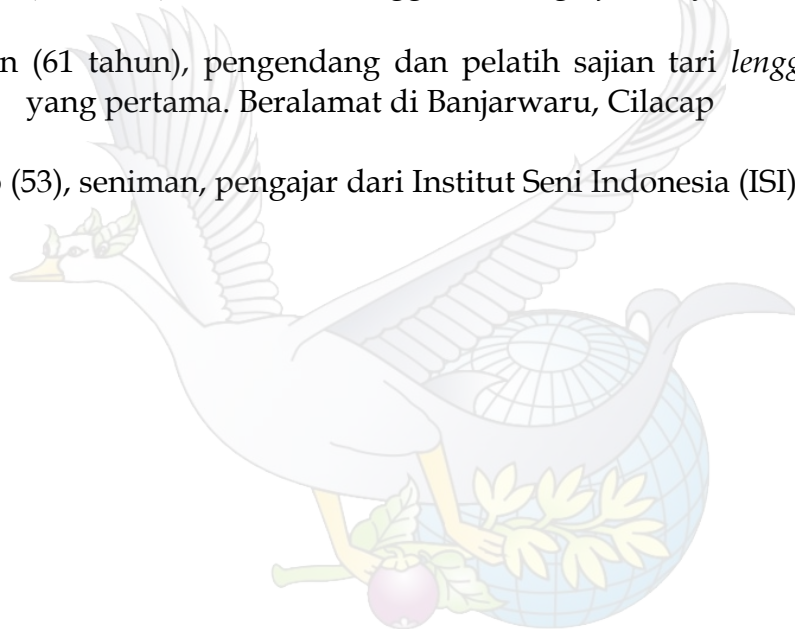 (61 tahun), pengendang dan pelatih sajian tari
yang pertama. Beralamat di Banjarwaru, Cilacap
(53), seniman, pengajar dari Institut Seni Indonesia (ISI)